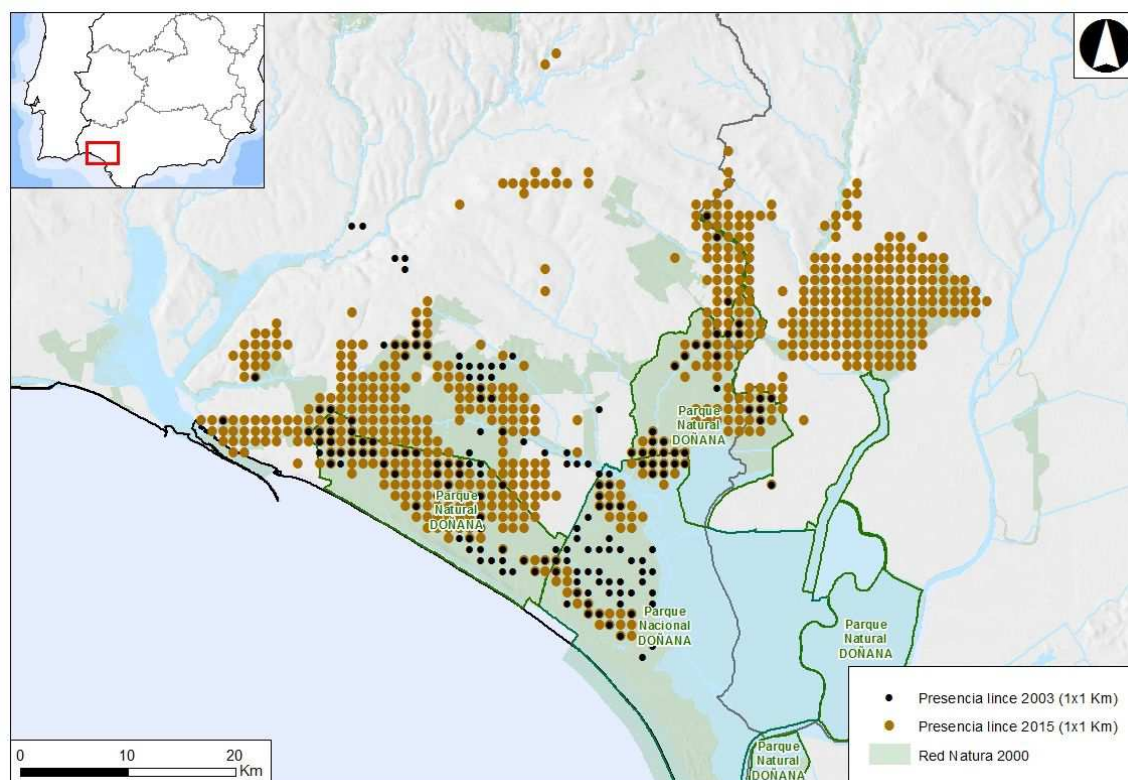 Parque
Natural
DOÑANA
Parque
Natural
DOÑANA
Parque
Nacional
DOÑANA
Parque
Natural
DOÑANA
Parque
Natural
DOÑANA
0 10 20
Km
Presencia lince 2003 (1x1 Km)
Presencia lince 2015 (1x1 Km)
Red Natura 2000